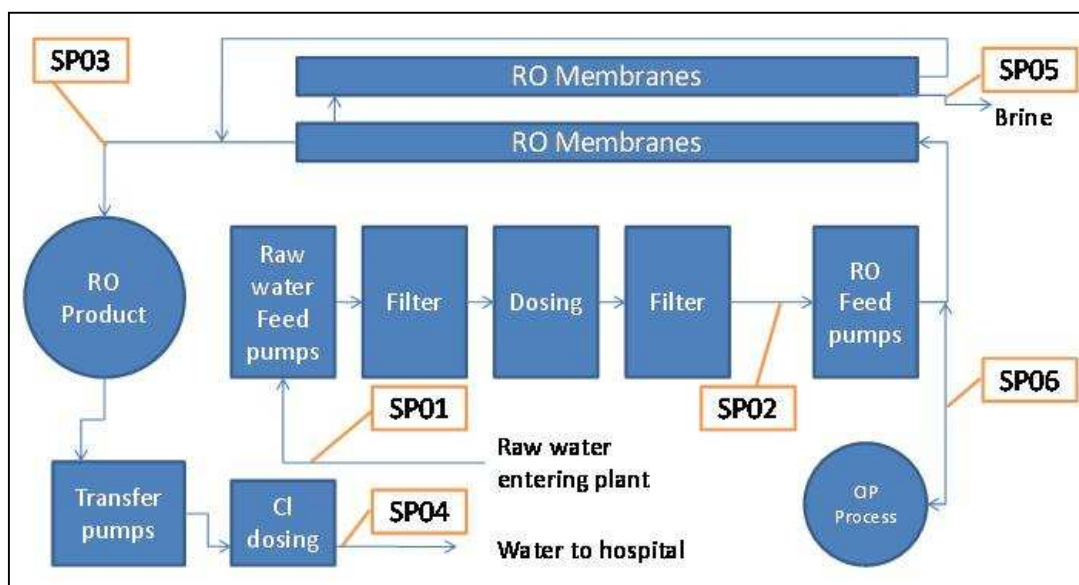 SP03
RO Membranes
SP05
Brine
RO Membranes
RO
Product
Raw
water
Feed
pumps
Filter
Dosing
Filter
RO
Feed
pumps
SP01
SP02
SP06
Raw water
entering plant
Transfer
pumps
Cl
dosing
SP04
Water to hospital
CIP
Process